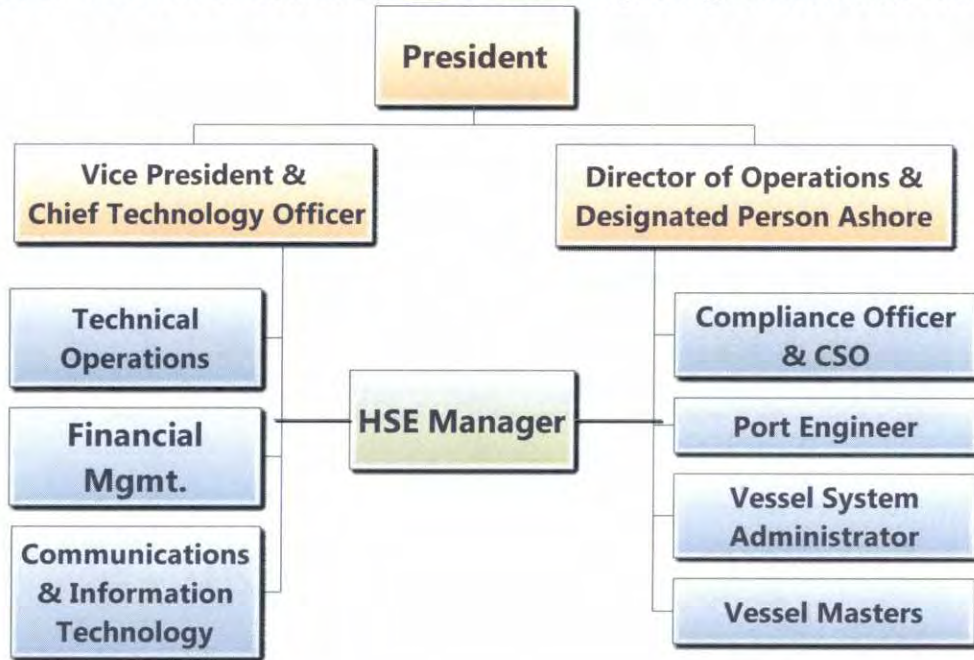 President
Vice President &
Chief Technology Officer
Director of Operations &
Designated Person Ashore
Technical
Operations
Financial
Mgmt.
Communications
& Information
Technology
HSE Manager
Compliance Officer
& CSO
Port Engineer
Vessel System
Administrator
Vessel Masters